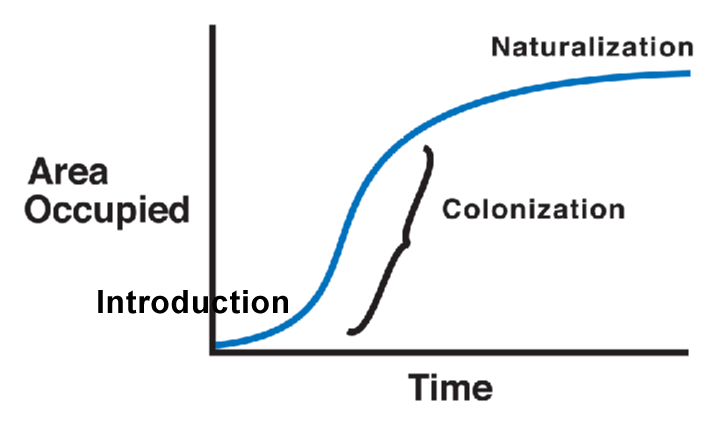 Naturalization
Area
Occupied
Colonization
Introduction
Time